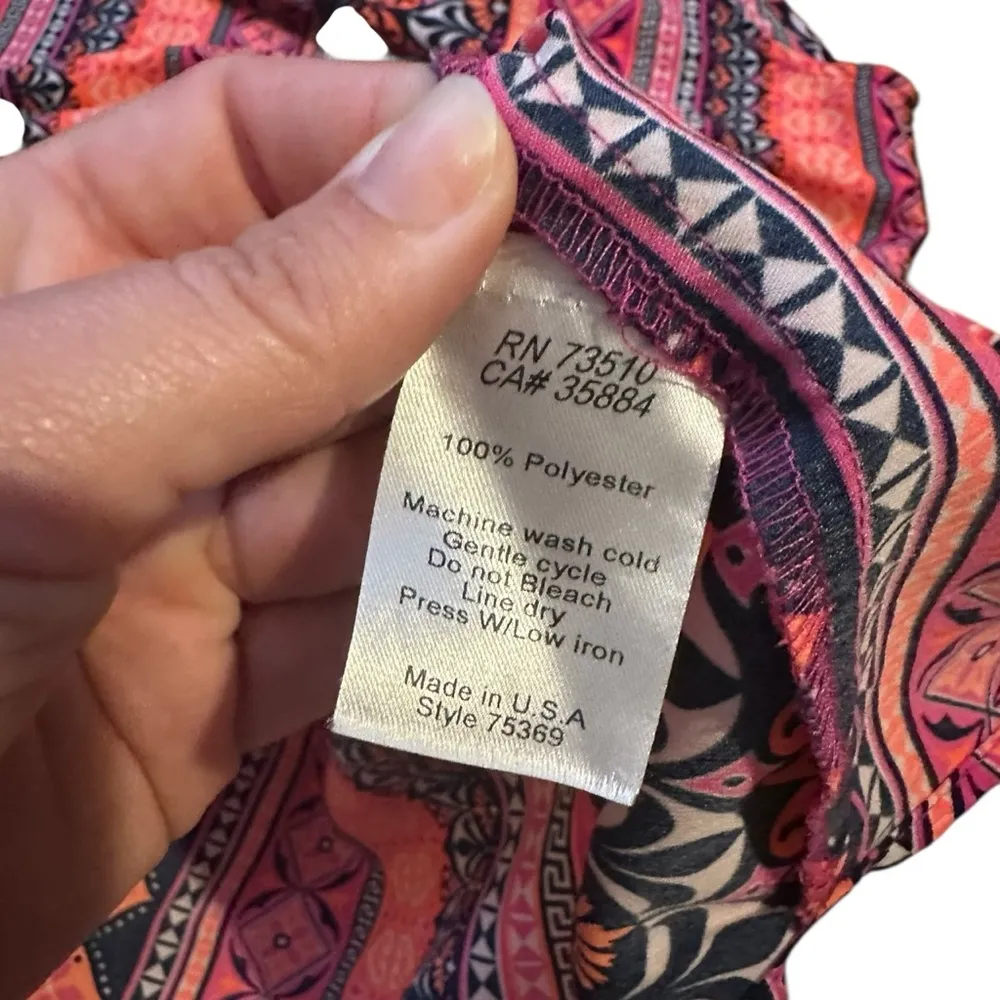 RN 73510
CA# 35884
100% Polyester
Machine wash cold
Gentle cycle
Do not Bleach
Line dry
Press W/Low iron
Made in U.S.A
Style 75369